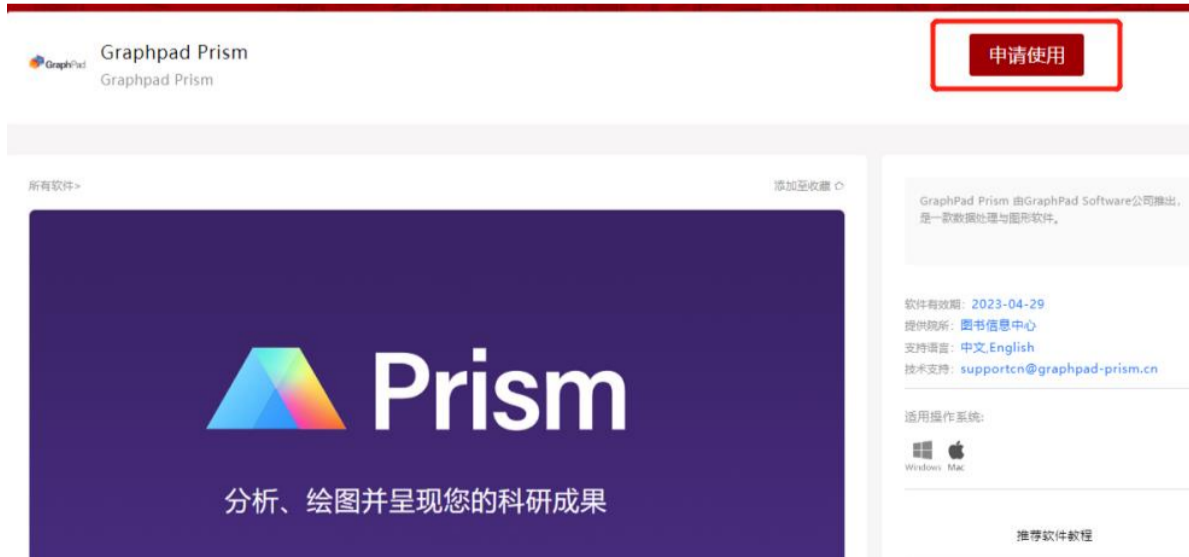 GraphPad
Graphpad Prism
Graphpad Prism
申请使用
所有软件>
添加至收藏
Prism
分析、绘图并呈现您的科研成果
GraphPad Prism 由GraphPad Software公司推出，
是一款数据处理与图形软件。
软件有效期: 2023-04-29
提供院所: 图书信息中心
支持语言: 中文,English
技术支持: supportcn@graphpad-prism.cn
适用操作系统:
Windows Mac
推荐软件教程